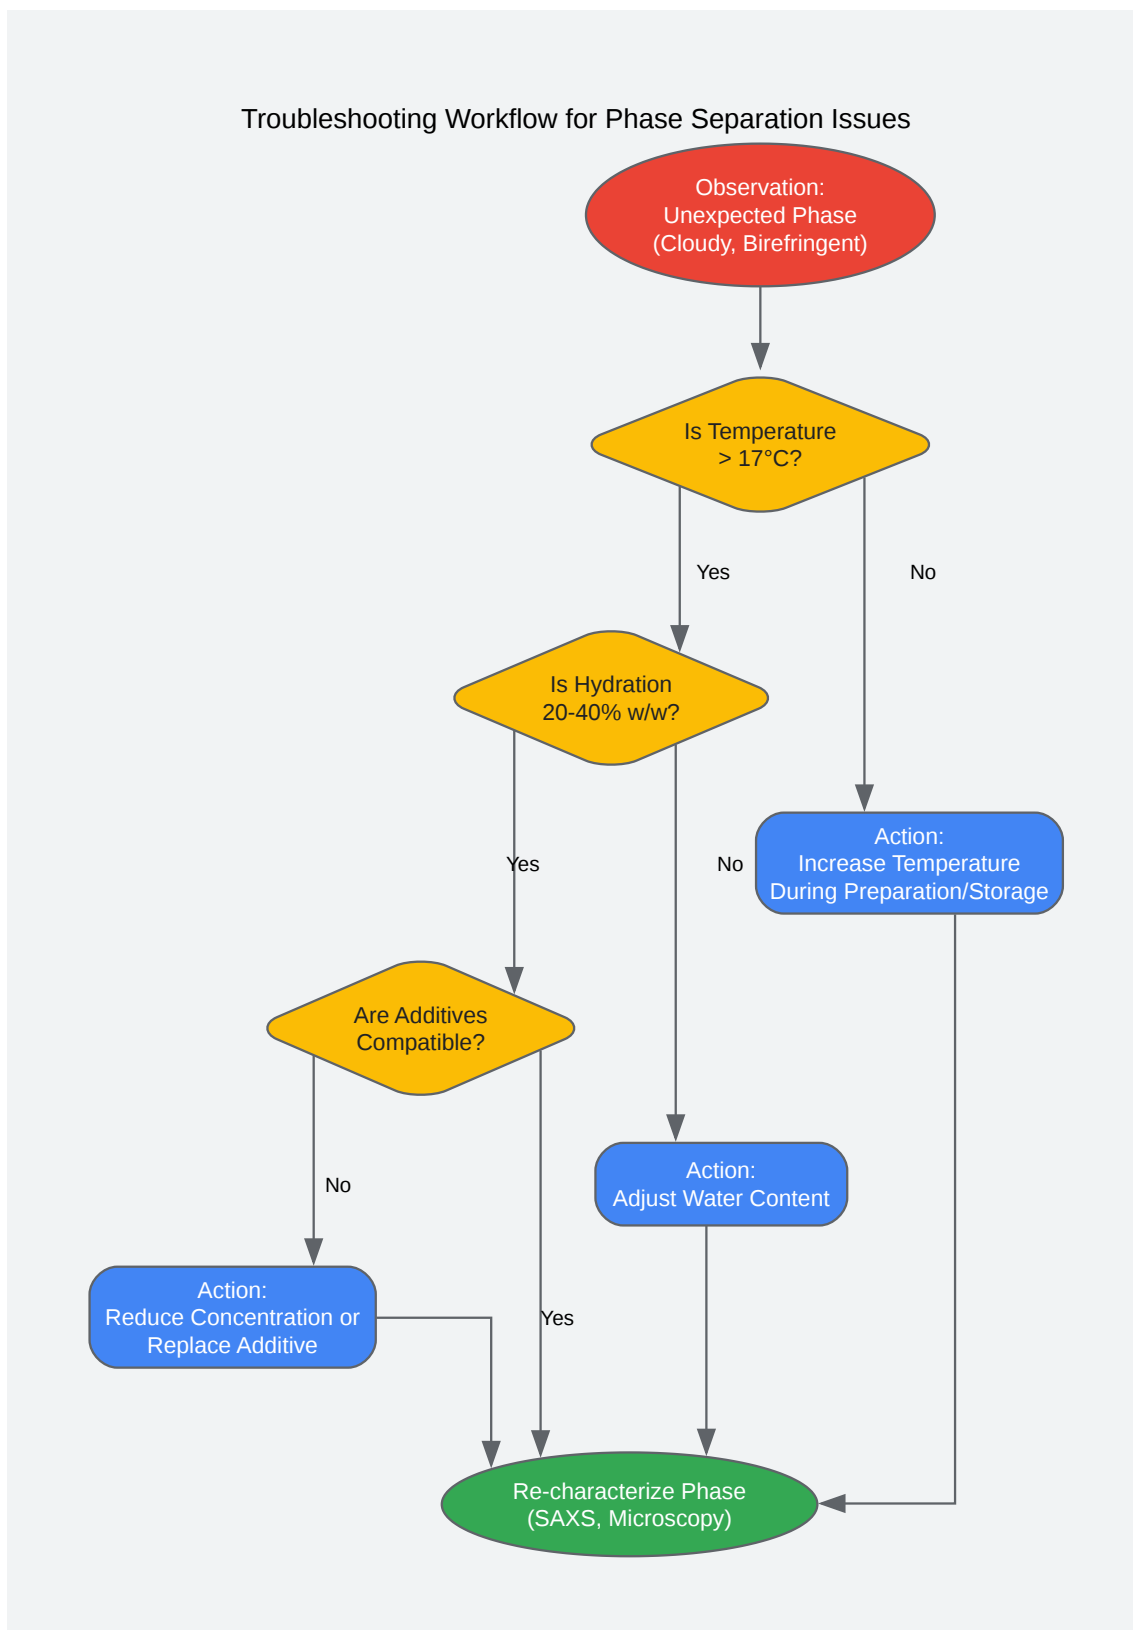 Troubleshooting Workflow for Phase Separation Issues
Observation:
Unexpected Phase
(Cloudy, Birefringent)
Is Temperature
> 17°C?
Yes
No
Is Hydration
20-40% w/w?
Yes
No
Action:
Increase Temperature
During Preparation/Storage
Are Additives
Compatible?
No
Yes
Action:
Adjust Water Content
Action:
Reduce Concentration or
Replace Additive
Re-characterize Phase
(SAXS, Microscopy)